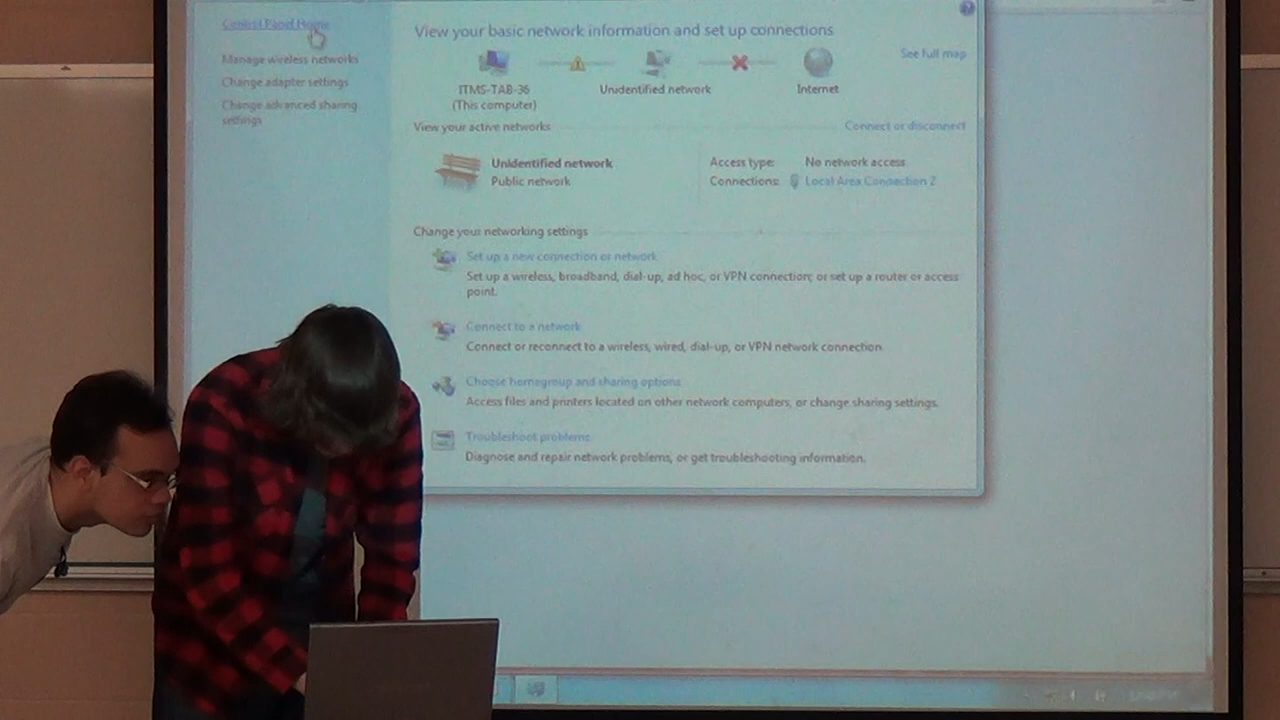 Control Panel Home
Manage wireless networks
Change adapter settings
Change advanced sharing
settings
View your basic network information and set up connections
See full map
ITMS-TAB-36
(This computer)
Unidentified network
Internet
View your active networks
Connect or disconnect
Unidentified network
Public network
Access type:
No network access
Connections:
Local Area Connection 2
Change your networking settings
Set up a new connection or network
Set up a wireless, broadband, dial-up, ad hoc, or VPN connection; or set up a router or access
point.
Connect to a network
Connect or reconnect to a wireless, wired, dial-up, or VPN network connection
Choose homegroup and sharing options
Access files and printers located on other network computers, or change sharing settings.
Troubleshoot problems
Diagnose and repair network problems, or get troubleshooting information.